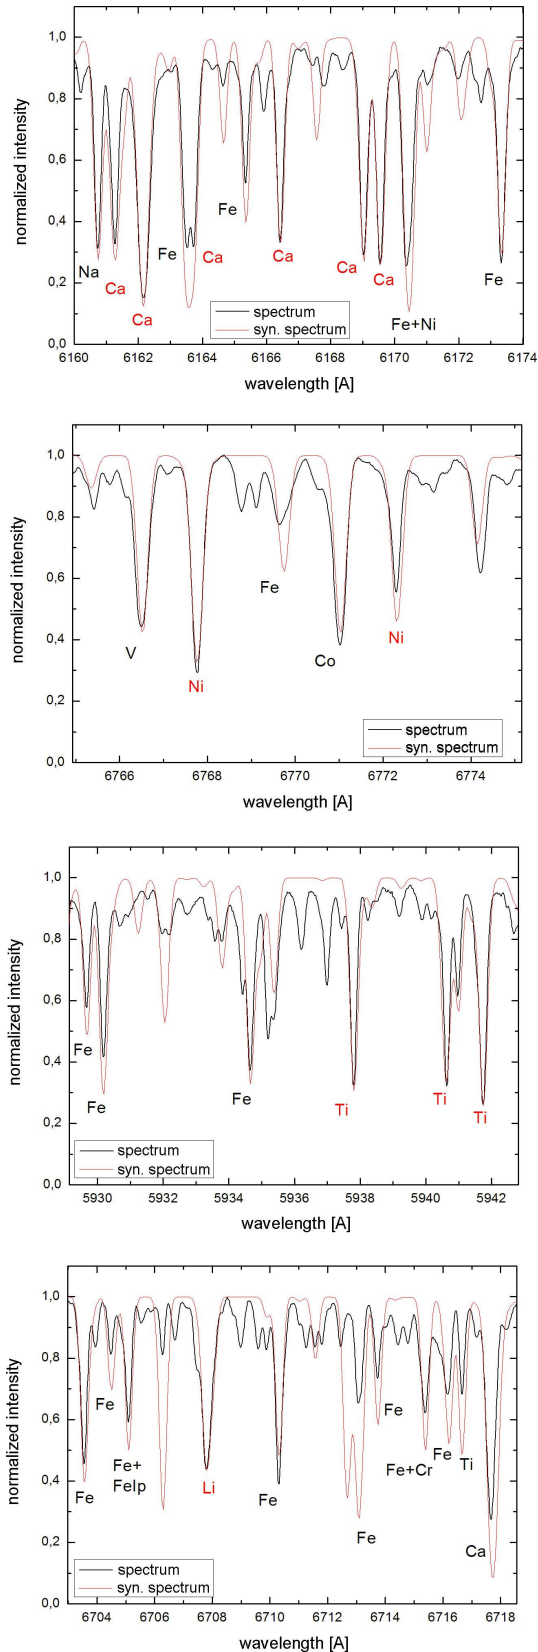 1,0
0,8
0,6
0,4
0,2
0,0
normalized intensity
Na
Ca
Ca
Fe
Ca
Fe
Ca
Ca
Ca
Fe+Ni
Fe
spectrum
syn. spectrum
6160 6162 6164 6166 6168 6170 6172 6174
wavelength [A]
1,0
0,8
0,6
0,4
0,2
0,0
normalized intensity
V
Ni
Fe
Co
Ni
spectrum
syn. spectrum
6766 6768 6770 6772 6774
wavelength [A]
1,0
0,8
0,6
0,4
0,2
0,0
normalized intensity
Fe
Fe
Fe
Ti
Ti
Ti
spectrum
syn. spectrum
5930 5932 5934 5936 5938 5940 5942
wavelength [A]
1,0
0,8
0,6
0,4
0,2
0,0
normalized intensity
Fe
Fe
Fe+
FeIp
Li
Fe
Fe
Fe
Fe+Cr
Fe
Ti
Ca
spectrum
syn. spectrum
6704 6706 6708 6710 6712 6714 6716 6718
wavelength [A]